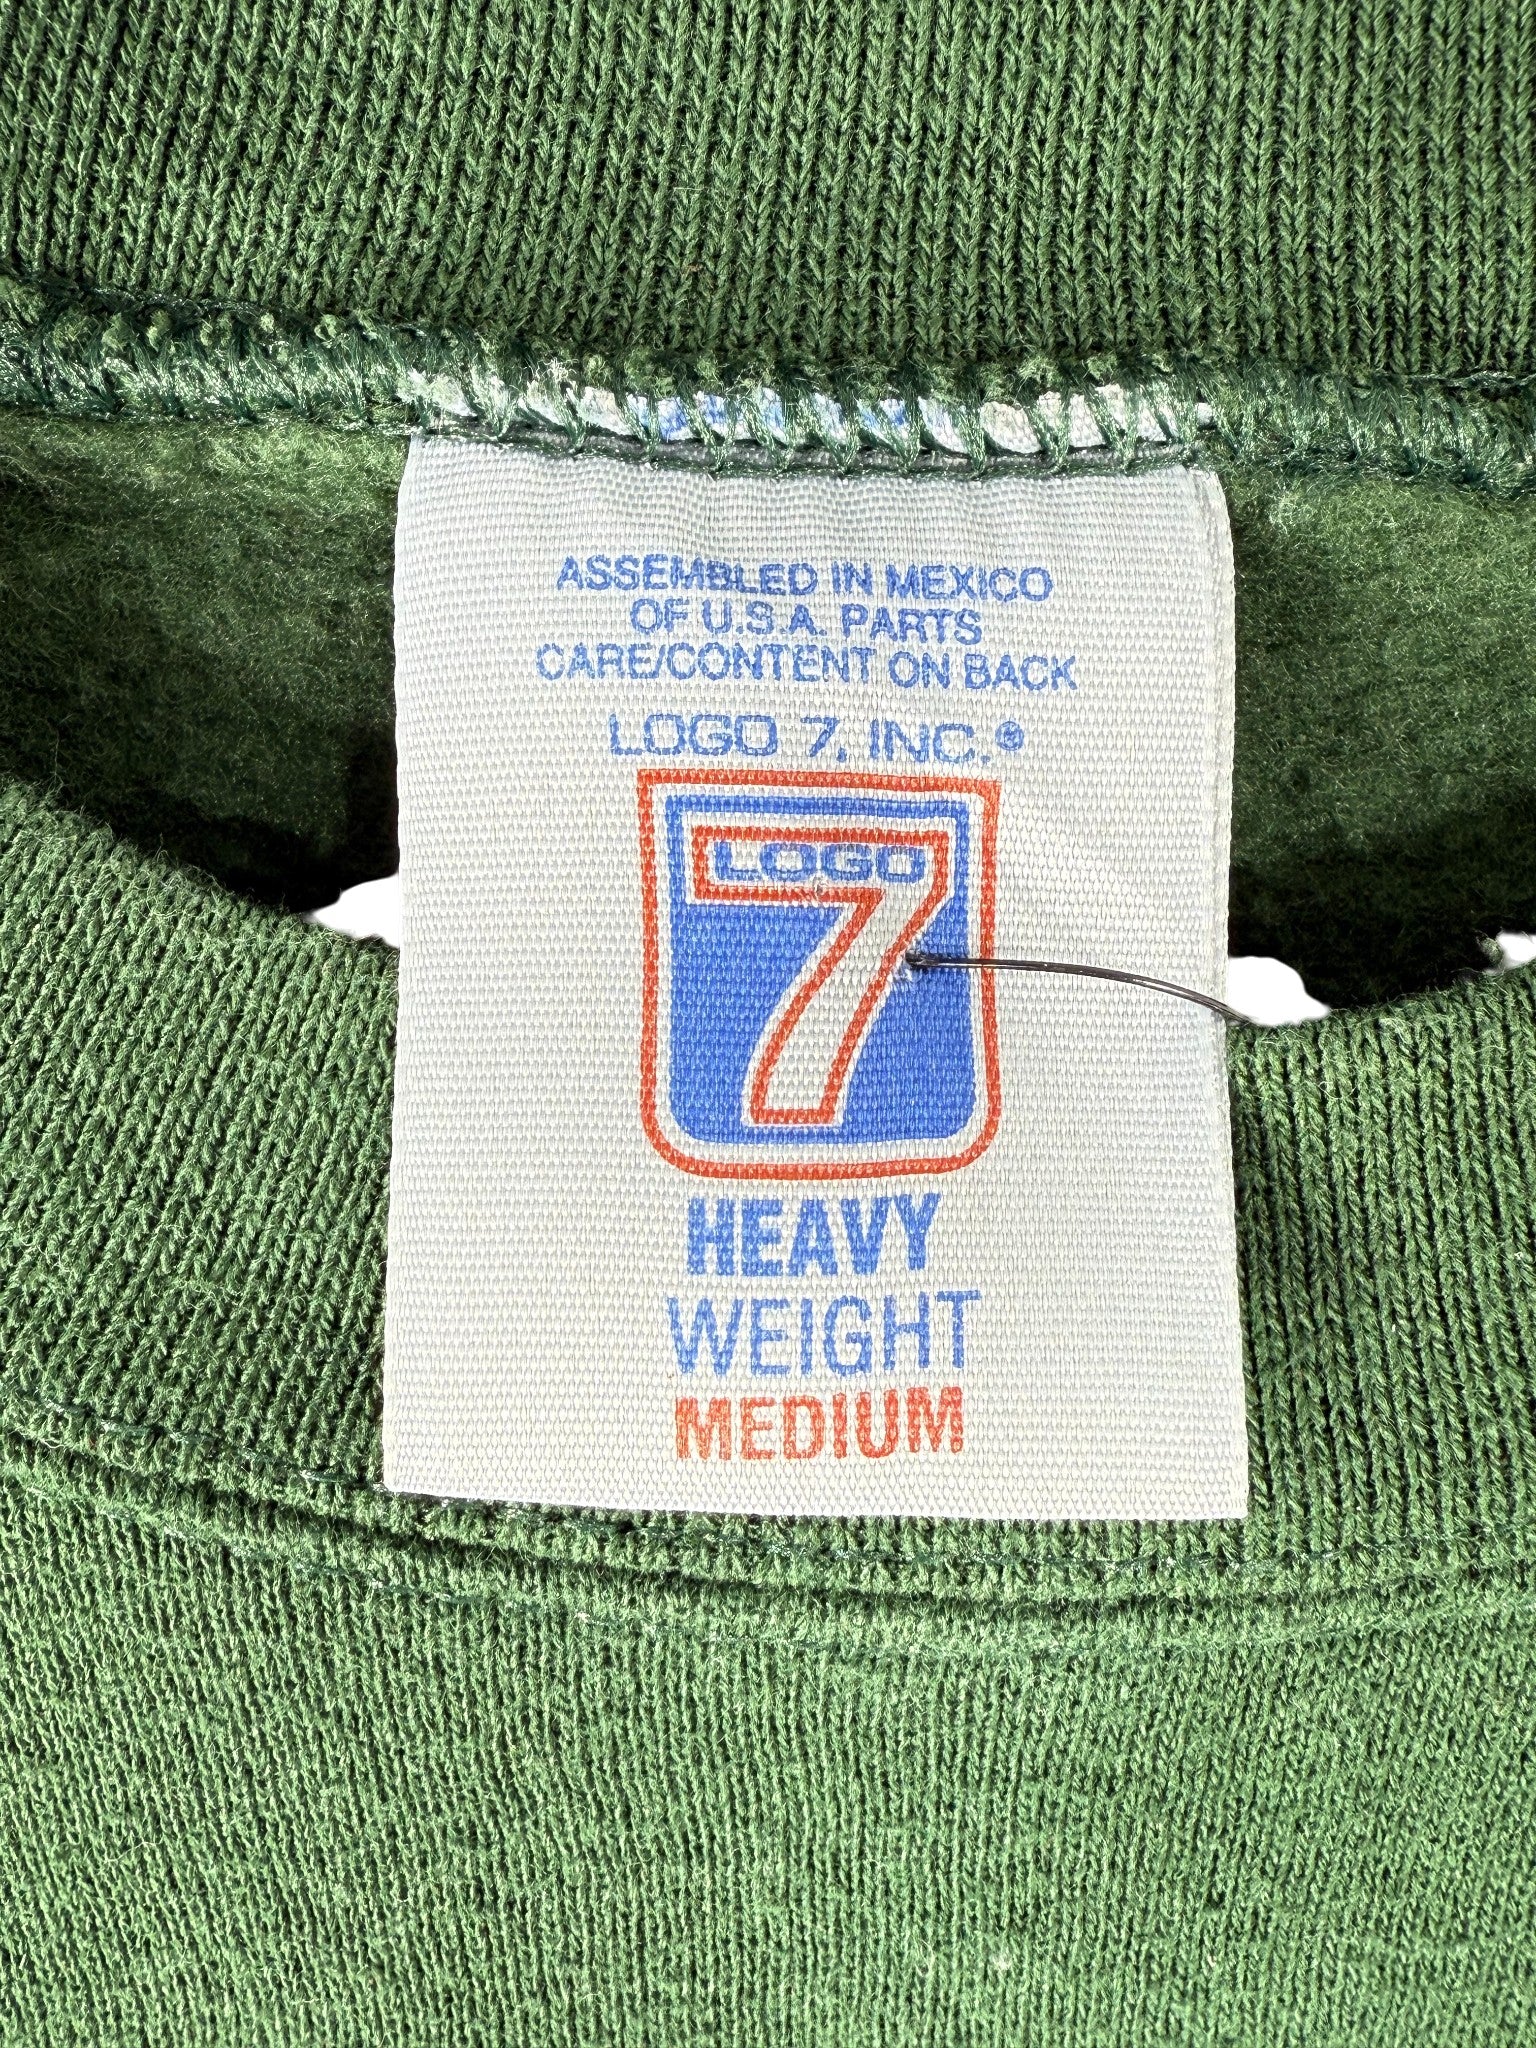 ASSEMBLED IN MEXICO
OF U.S.A. PARTS
CARE/CONTENT ON BACK
LOGO 7, INC.®
LOGO
7
HEAVY
WEIGHT
MEDIUM